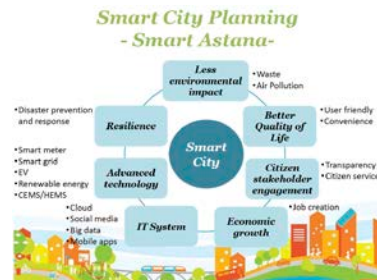 Smart City Planning
- Smart Astana-
Less
environmental
impact
•Waste
•Air Pollution
Better
Quality of
Life
•User friendly
•Convenience
Citizen
stakeholder
engagement
•Transparency
•Citizen service
Economic
growth
•Job creation
IT System
•Cloud
•Social media
•Big data
•Mobile apps
Advanced
technology
•Smart meter
•Smart grid
•EV
•Renewable energy
•CEMS/HEMS
Resilience
•Disaster prevention
and response
Smart
City